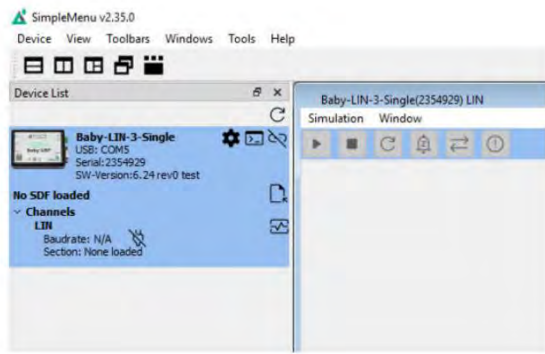 SimpleMenu v2.35.0
Device View Toolbars Windows Tools Help
Device List
Baby-LIN-3-Single
USB: COM5
Serial:2354929
SW-Version:6.24 rev0 test
No SDF loaded
Channels
LIN
Baudrate: N/A
Section: None loaded
Baby-LIN-3-Single(2354929) LIN
Simulation Window